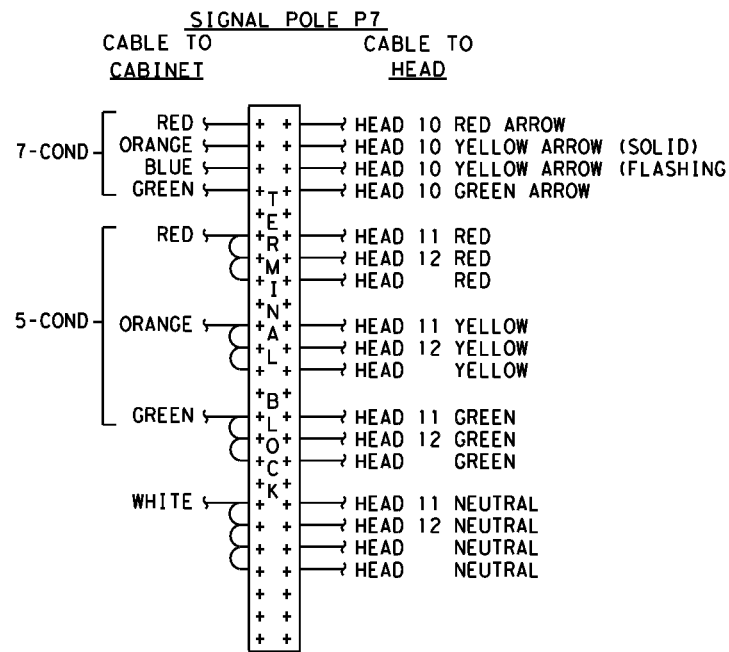 SIGNAL POLE P7
CABLE TO CABLE TO
CABINET HEAD
7-COND
RED HEAD 10 RED ARROW
ORANGE HEAD 10 YELLOW ARROW (SOLID)
BLUE HEAD 10 YELLOW ARROW (FLASHING
GREEN HEAD 10 GREEN ARROW
5-COND
RED HEAD 11 RED
HEAD 12 RED
HEAD RED
ORANGE HEAD 11 YELLOW
HEAD 12 YELLOW
HEAD YELLOW
GREEN HEAD 11 GREEN
HEAD 12 GREEN
HEAD GREEN
WHITE HEAD 11 NEUTRAL
HEAD 12 NEUTRAL
HEAD NEUTRAL
HEAD NEUTRAL
TERMINAL BLOCK